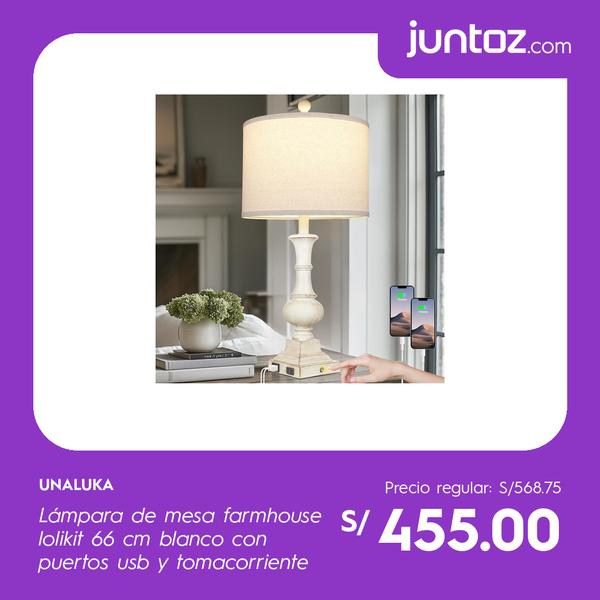 juntoz.com
UNALUKA
Lámpara de mesa farmhouse
lolikit 66 cm blanco con
puertos usb y tomacorriente
Precio regular: S/568.75
S/ 455.00